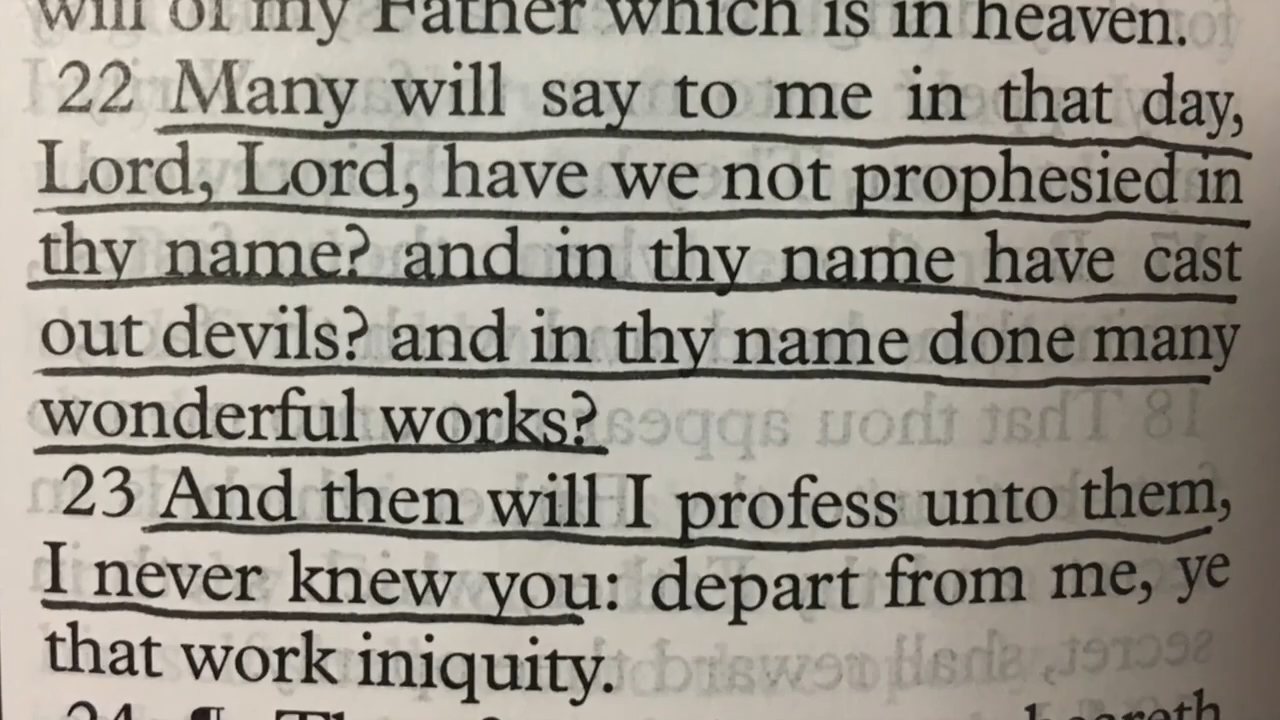 will of my Father which is in heaven.
22 Many will say to me in that day,
Lord, Lord, have we not prophesied in
thy name? and in thy name have cast
out devils? and in thy name done many
wonderful works?
23 And then will I profess unto them,
I never knew you: depart from me, ye
that work iniquity.
24 ¶